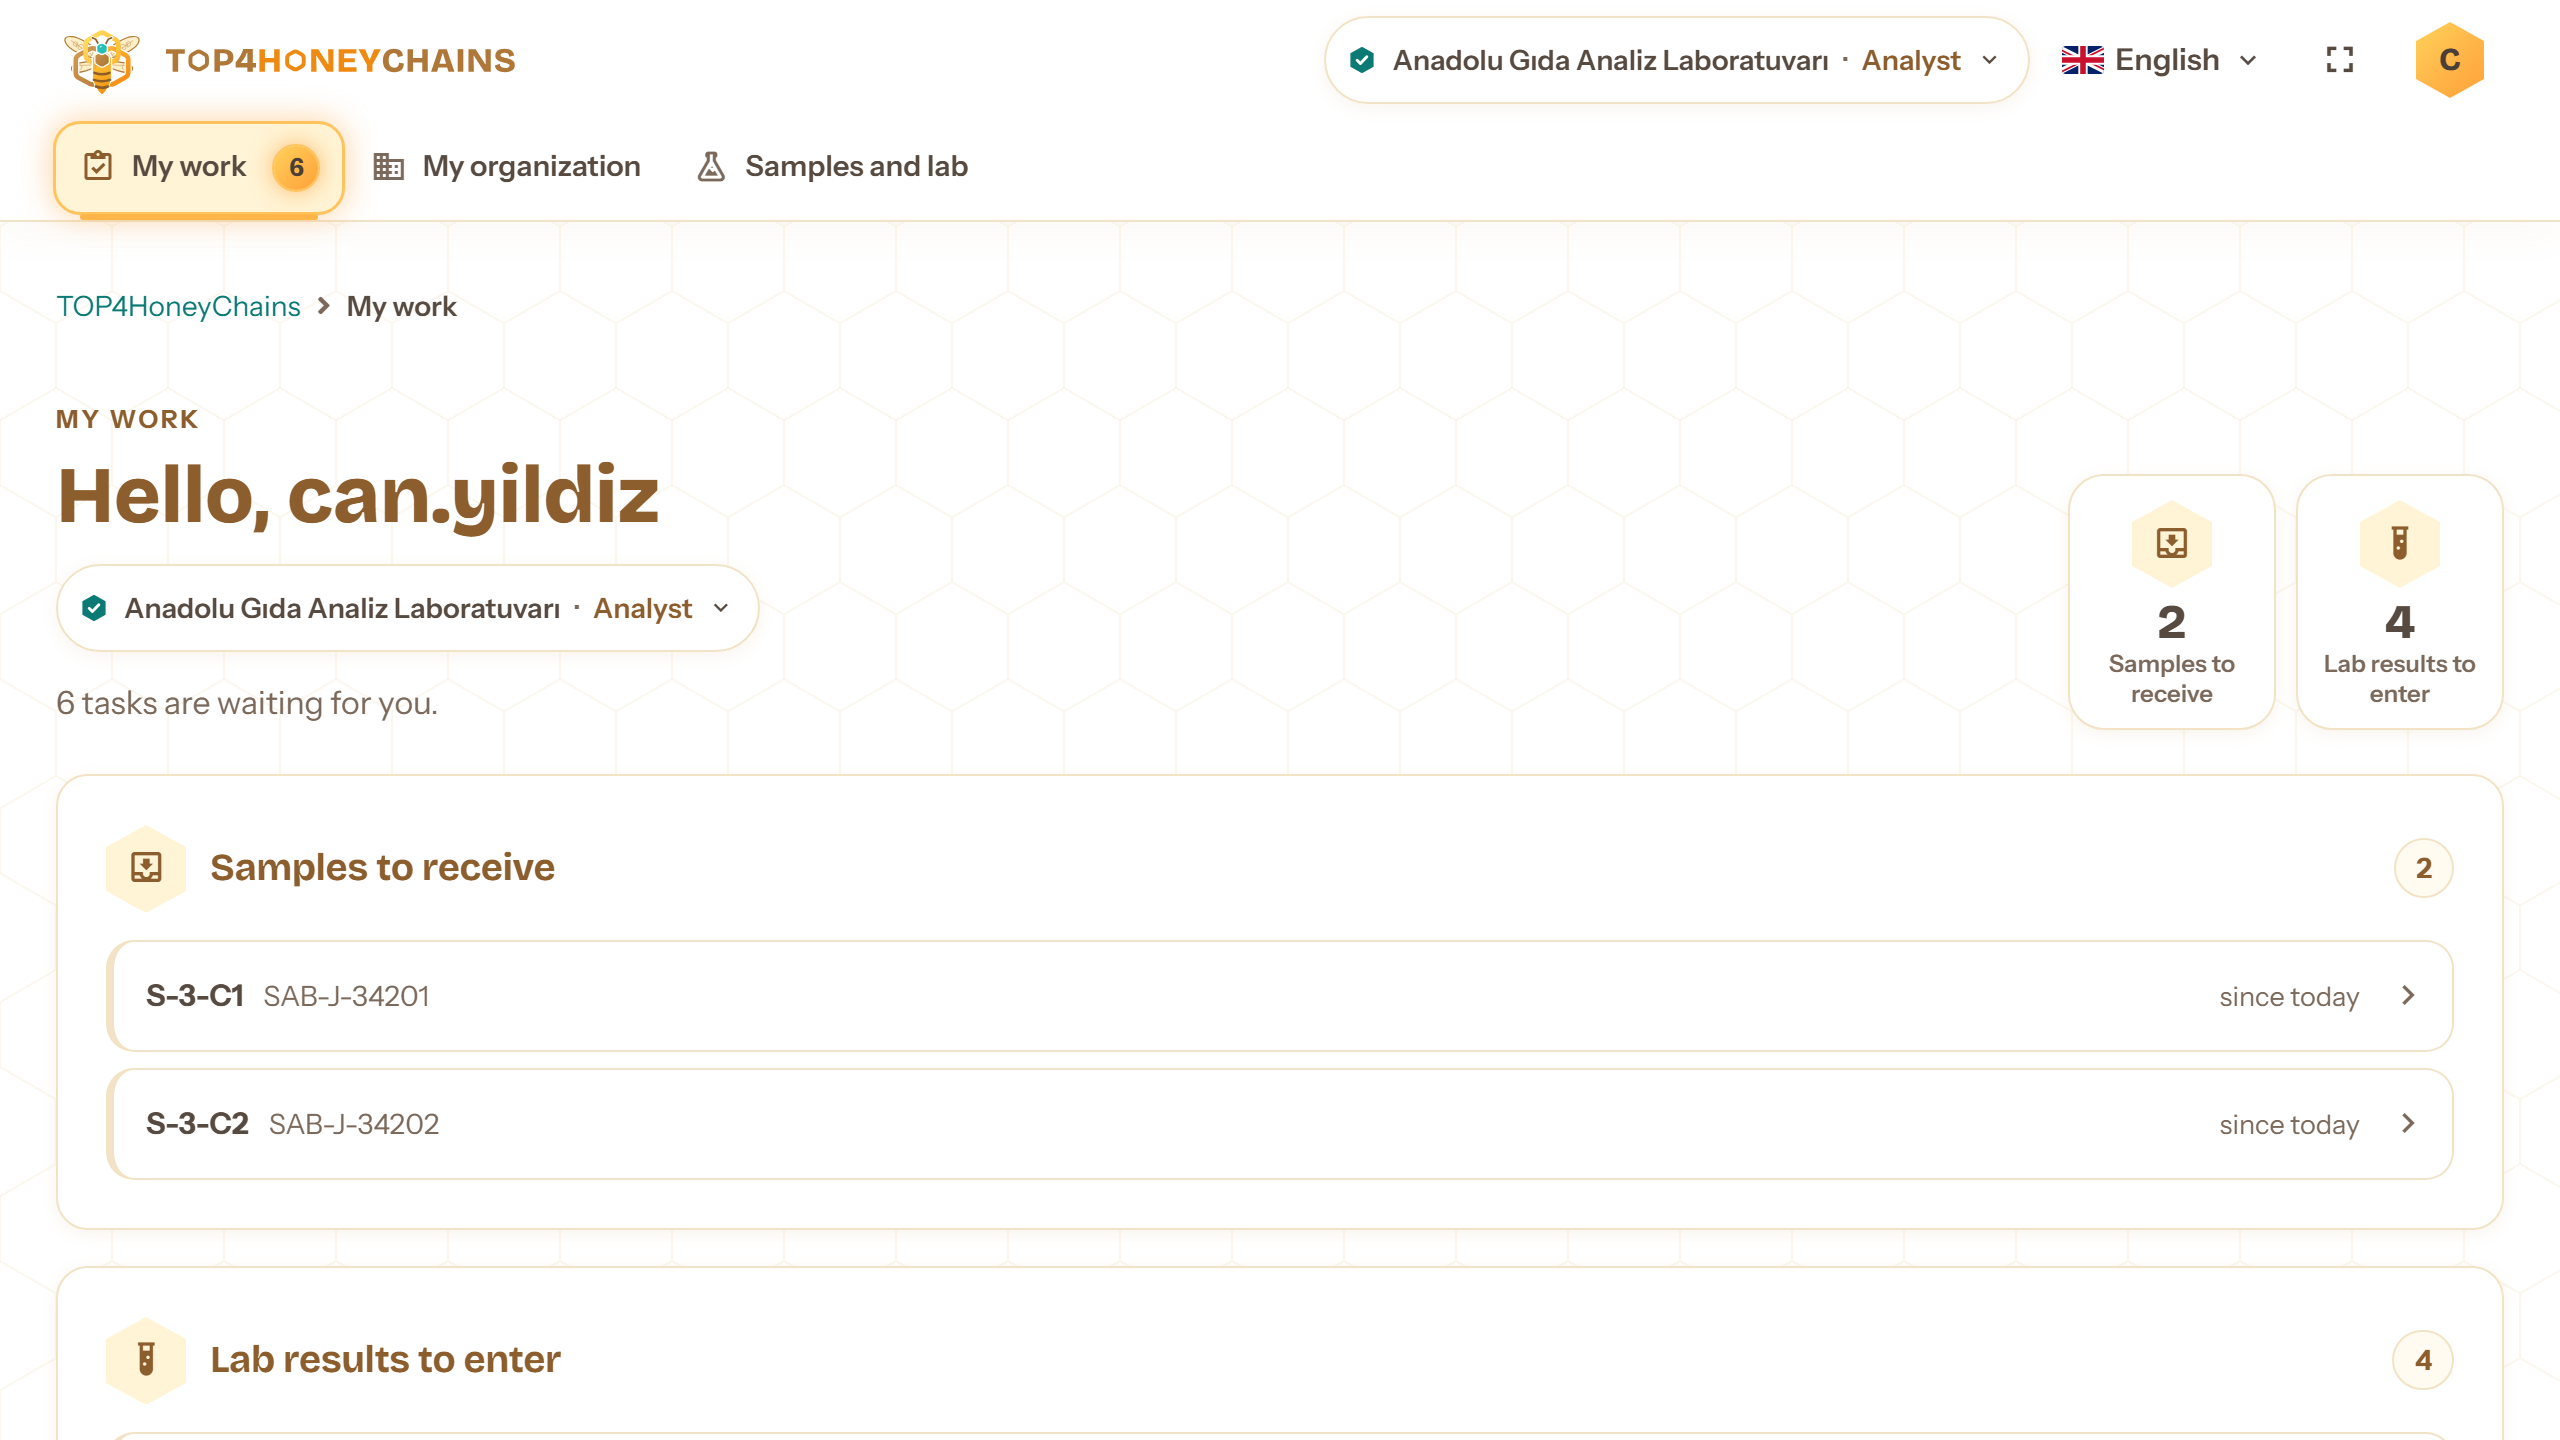 TOP4HONEYCHAINS
Anadolu Gıda Analiz Laboratuvarı · Analyst
English
C
My work 6
My organization
Samples and lab
TOP4HoneyChains > My work
MY WORK
Hello, can.yildiz
Anadolu Gıda Analiz Laboratuvarı · Analyst
6 tasks are waiting for you.
2
Samples to
receive
4
Lab results to
enter
Samples to receive
2
S-3-C1 SAB-J-34201
since today
S-3-C2 SAB-J-34202
since today
Lab results to enter
4